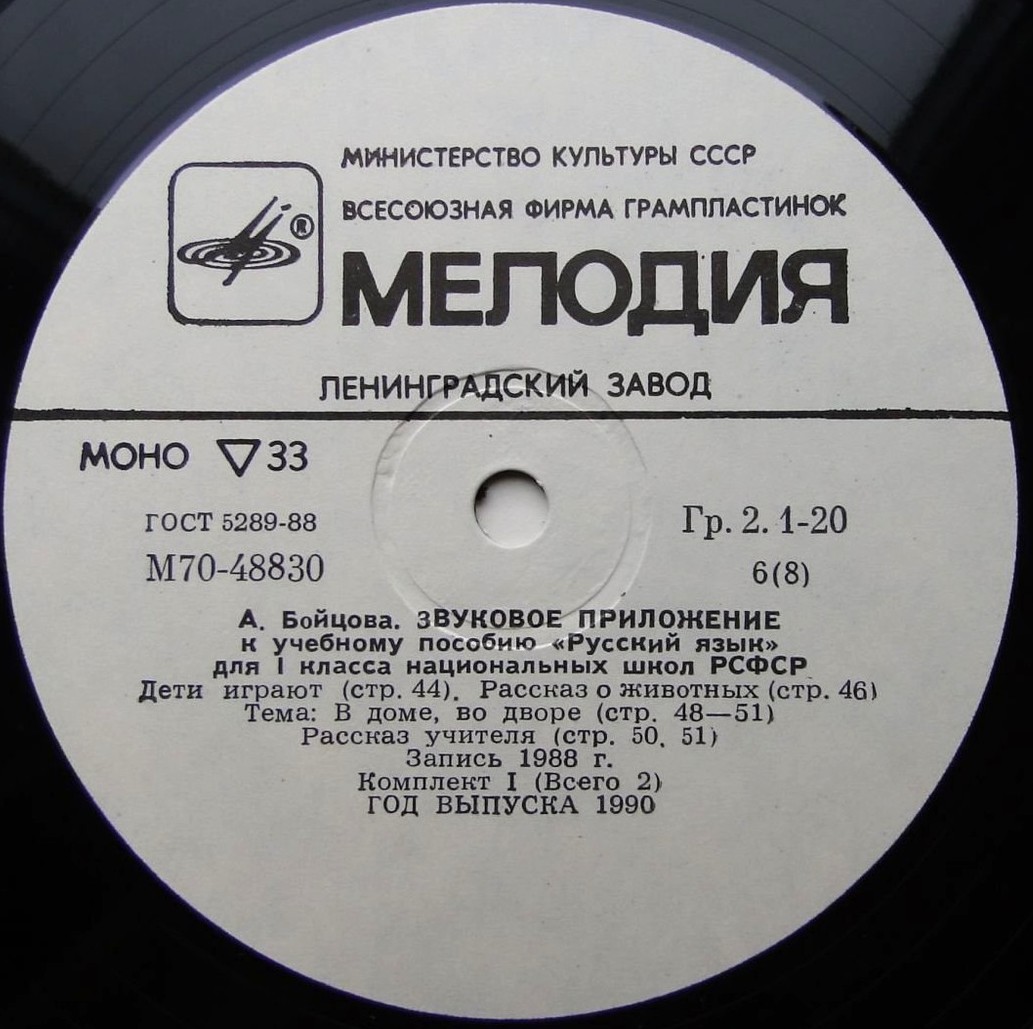 МИНИСТЕРСТВО КУЛЬТУРЫ СССР
ВСЕСОЮЗНАЯ ФИРМА ГРАМПЛАСТИНОК
®
МЕЛОДИЯ
ЛЕНИНГРАДСКИЙ ЗАВОД
МОНО ▽ 33
ГОСТ 5289-88
Гр. 2. 1-20
М70-48830
6(8)
А. Бойцова. ЗВУКОВОЕ ПРИЛОЖЕНИЕ
к учебному пособию «Русский язык»
для I класса национальных школ РСФСР
Дети играют (стр. 44). Рассказ о животных (стр. 46)
Тема: В доме, во дворе (стр. 48—51)
Рассказ учителя (стр. 50, 51)
Запись 1988 г.
Комплект I (Всего 2)
ГОД ВЫПУСКА 1990